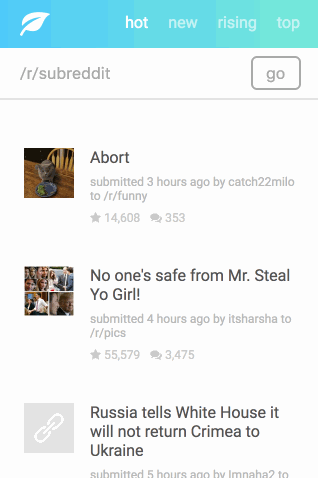 hot new rising top
/r/subreddit go
Abort
submitted 3 hours ago by catch22milo
to /r/funny
14,608 353
No one's safe from Mr. Steal
Yo Girl!
submitted 4 hours ago by itsharsha to
/r/pics
55,579 3,475
Russia tells White House it
will not return Crimea to
Ukraine
submitted 5 hours ago by lmnaha2 to